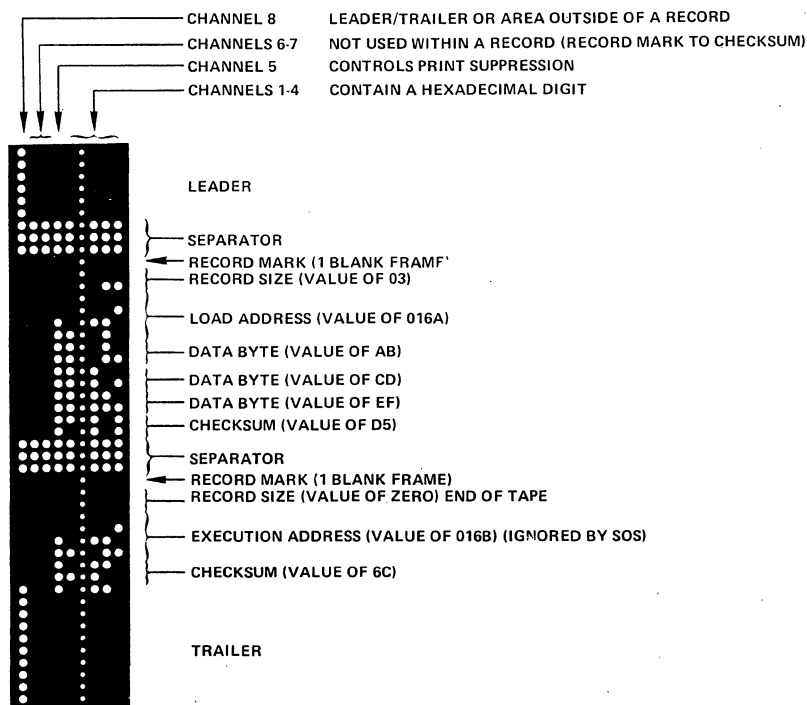 CHANNEL 8 LEADER/TRAILER OR AREA OUTSIDE OF A RECORD
CHANNELS 6-7 NOT USED WITHIN A RECORD (RECORD MARK TO CHECKSUM)
CHANNEL 5 CONTROLS PRINT SUPPRESSION
CHANNELS 1-4 CONTAIN A HEXADECIMAL DIGIT
LEADER
SEPARATOR
RECORD MARK (1 BLANK FRAME)
RECORD SIZE (VALUE OF 03)
LOAD ADDRESS (VALUE OF 016A)
DATA BYTE (VALUE OF AB)
DATA BYTE (VALUE OF CD)
DATA BYTE (VALUE OF EF)
CHECKSUM (VALUE OF D5)
SEPARATOR
RECORD MARK (1 BLANK FRAME)
RECORD SIZE (VALUE OF ZERO) END OF TAPE
EXECUTION ADDRESS (VALUE OF 016B) (IGNORED BY SOS)
CHECKSUM (VALUE OF 6C)
TRAILER